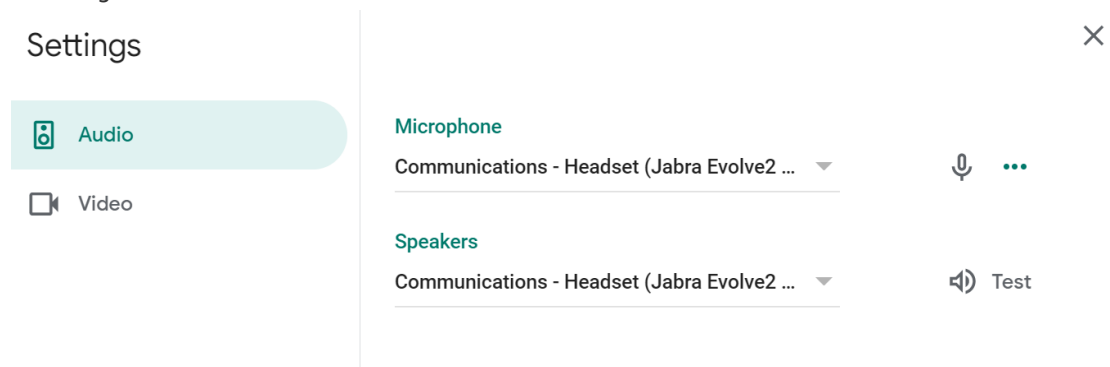 Settings
Audio
Video
Microphone
Communications - Headset (Jabra Evolve2 ...
Speakers
Communications - Headset (Jabra Evolve2 ...
Test